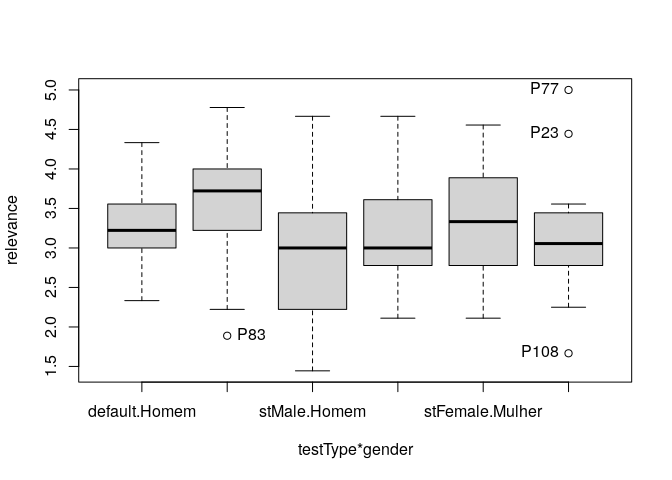 5.0
P77
4.5
P23
4.0
3.5
3.0
2.5
2.0
P83
P108
1.5
relevance
default.Homem
stMale.Homem
stFemale.Mulher
testType*gender